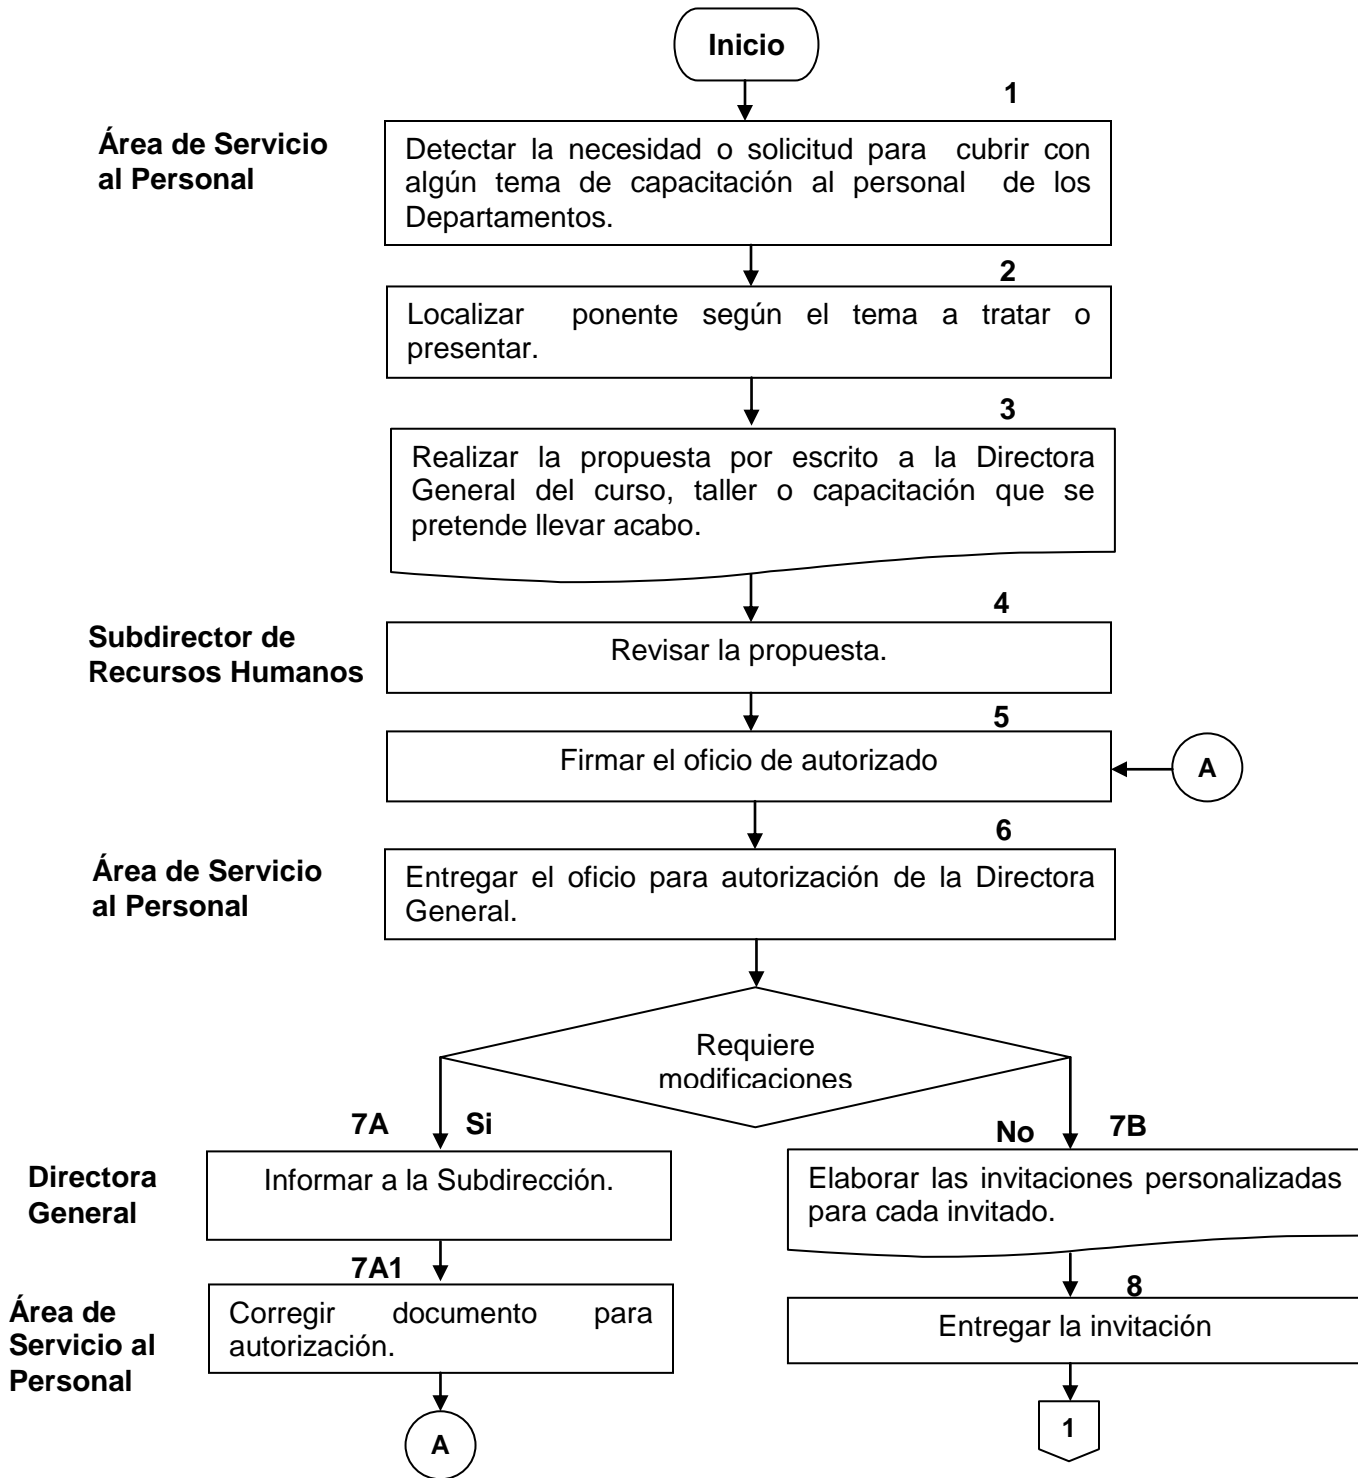 Inicio
1
Área de Servicio
al Personal
Detectar la necesidad o solicitud para cubrir con
algún tema de capacitación al personal de los
Departamentos.
2
Localizar ponente según el tema a tratar o
presentar.
3
Realizar la propuesta por escrito a la Directora
General del curso, taller o capacitación que se
pretende llevar acabo.
4
Subdirector de
Recursos Humanos
Revisar la propuesta.
5
Firmar el oficio de autorizado
A
6
Área de Servicio
al Personal
Entregar el oficio para autorización de la Directora
General.
Requiere
modificaciones
7A Si
No 7B
Directora
General
Informar a la Subdirección.
Elaborar las invitaciones personalizadas
para cada invitado.
7A1
8
Área de
Servicio al
Personal
Corregir documento para
autorización.
Entregar la invitación
A
1